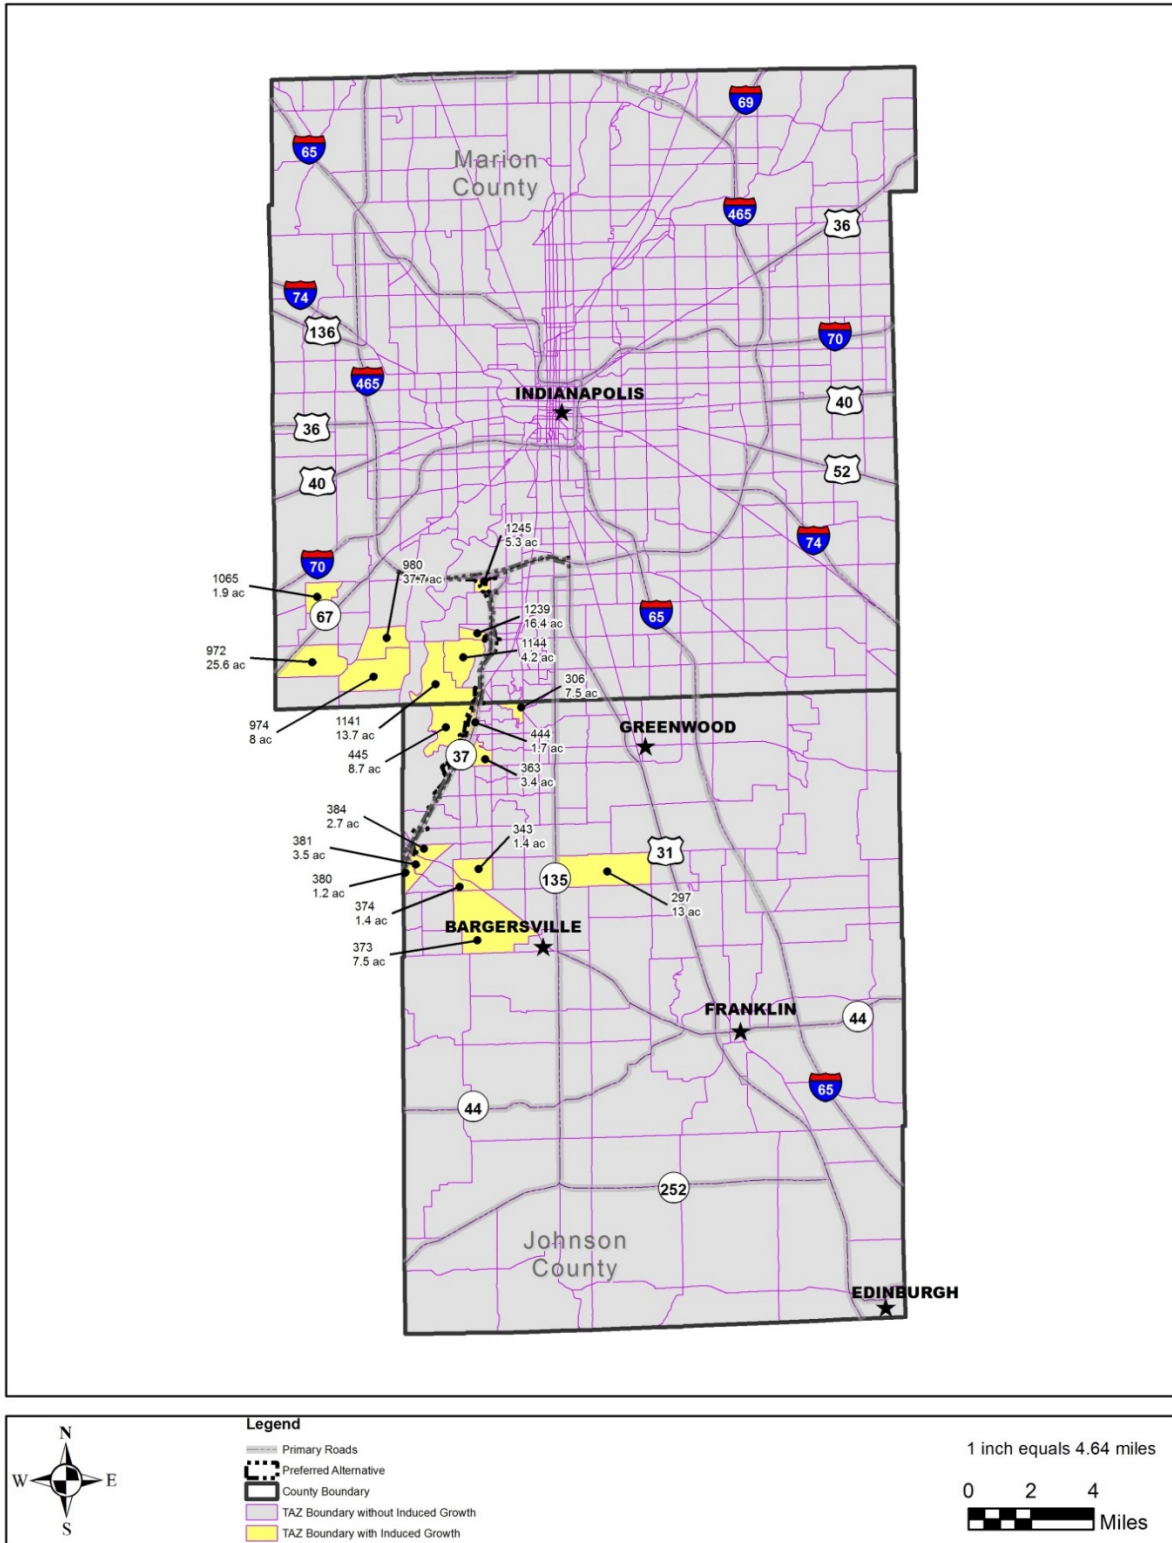 69
65
Marion
County
465
36
74
136
70
465
INDIANAPOLIS
40
36
52
40
74
1245
5.3 ac
70
980
37.7 ac
1065
1.9 ac
67
1239
16.4 ac
65
1144
4.2 ac
972
25.6 ac
306
7.5 ac
974
8 ac
1141
13.7 ac
GREENWOOD
444
1.7 ac
445
8.7 ac
37
363
3.4 ac
384
2.7 ac
343
1.4 ac
381
3.5 ac
31
380
1.2 ac
135
374
1.4 ac
297
13 ac
BARGERSVILLE
373
7.5 ac
FRANKLIN
44
65
44
252
Johnson
County
EDINBURGH
Legend
N
W E
S
Primary Roads
Preferred Alternative
County Boundary
TAZ Boundary without Induced Growth
TAZ Boundary with Induced Growth
1 inch equals 4.64 miles
0 2 4
Miles